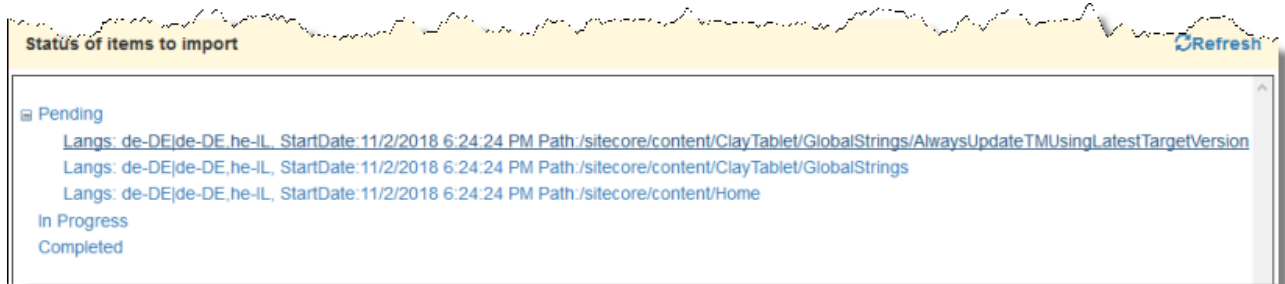 Status of items to import
Refresh
Pending
Langs: de-DE|de-DE,he-IL, StartDate:11/2/2018 6:24:24 PM Path:/sitecore/content/ClayTablet/GlobalStrings/AlwaysUpdateTMUsingLatestTargetVersion
Langs: de-DE|de-DE,he-IL, StartDate:11/2/2018 6:24:24 PM Path:/sitecore/content/ClayTablet/GlobalStrings
Langs: de-DE|de-DE,he-IL, StartDate:11/2/2018 6:24:24 PM Path:/sitecore/content/Home
In Progress
Completed